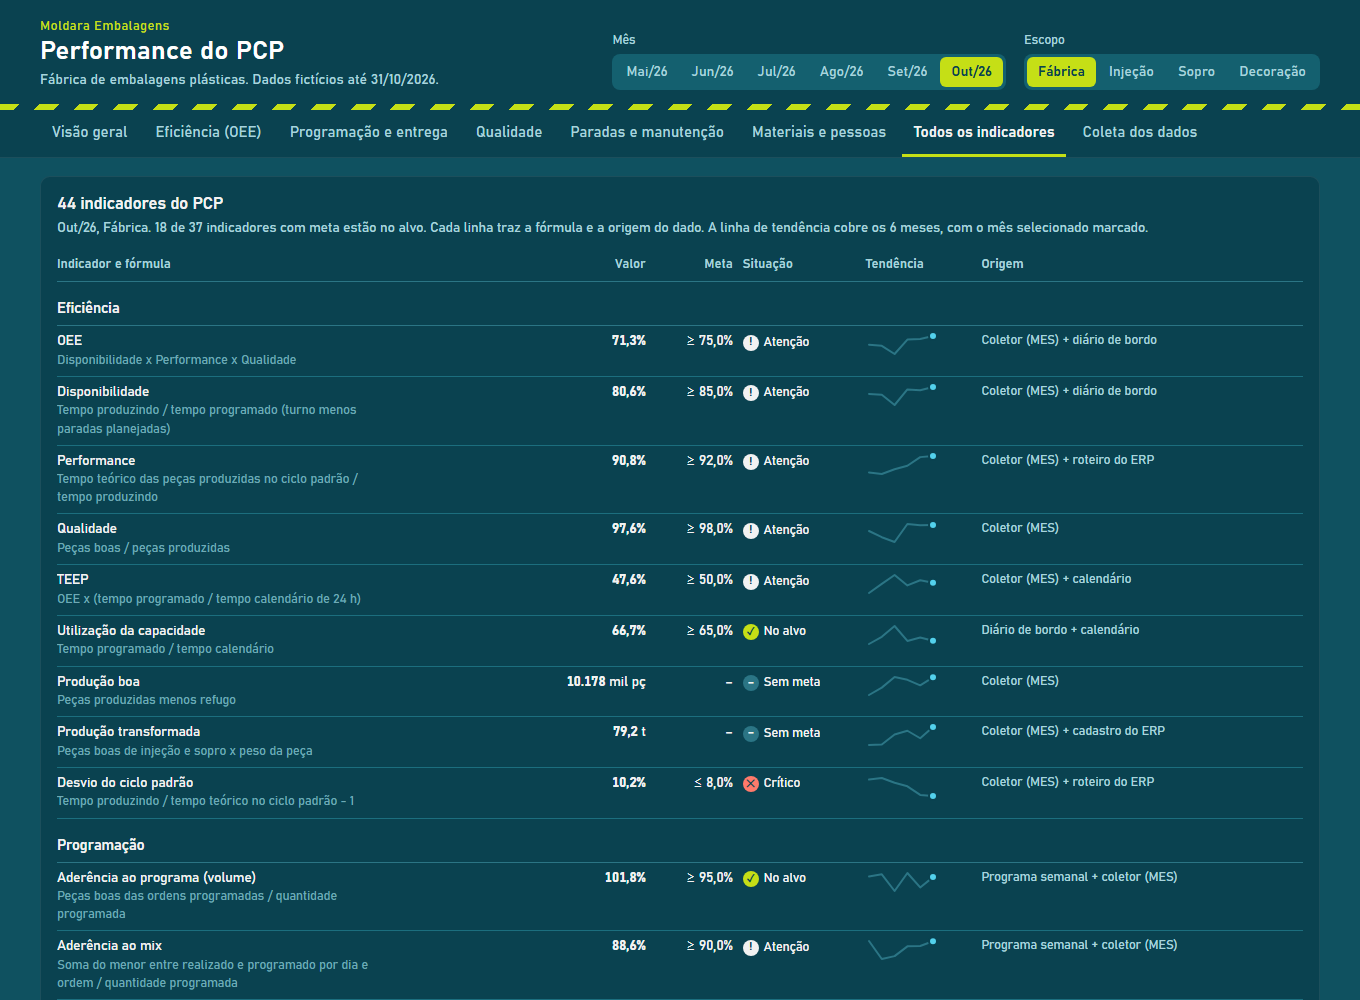 Moldara Embalagens
Performance do PCP
Fábrica de embalagens plásticas. Dados fictícios até 31/10/2026.
Mês
Mai/26 Jun/26 Jul/26 Ago/26 Set/26 Out/26
Escopo
Fábrica Injeção Sopro Decoração
Visão geral Eficiência (OEE) Programação e entrega Qualidade Paradas e manutenção Materiais e pessoas Todos os indicadores Coleta dos dados
44 indicadores do PCP
Out/26, Fábrica. 18 de 37 indicadores com meta estão no alvo. Cada linha traz a fórmula e a origem do dado. A linha de tendência cobre os 6 meses, com o mês selecionado marcado.
Indicador e fórmula Valor Meta Situação Tendência Origem
Eficiência
OEE 71,3% ≥ 75,0% ! Atenção Coletor (MES) + diário de bordo
Disponibilidade x Performance x Qualidade
Disponibilidade 80,6% ≥ 85,0% ! Atenção Coletor (MES) + diário de bordo
Tempo produzindo / tempo programado (turno menos
paradas planejadas)
Performance 90,8% ≥ 92,0% ! Atenção Coletor (MES) + roteiro do ERP
Tempo teórico das peças produzidas no ciclo padrão /
tempo produzindo
Qualidade 97,6% ≥ 98,0% ! Atenção Coletor (MES)
Peças boas / peças produzidas
TEEP 47,6% ≥ 50,0% ! Atenção Coletor (MES) + calendário
OEE x (tempo programado / tempo calendário de 24 h)
Utilização da capacidade 66,7% ≥ 65,0% ✓ No alvo Diário de bordo + calendário
Tempo programado / tempo calendário
Produção boa 10.178 mil pç – – Sem meta Coletor (MES)
Peças produzidas menos refugo
Produção transformada 79,2 t – – Sem meta Coletor (MES) + cadastro do ERP
Peças boas de injeção e sopro x peso da peça
Desvio do ciclo padrão 10,2% ≤ 8,0% ✕ Crítico Coletor (MES) + roteiro do ERP
Tempo produzindo / tempo teórico no ciclo padrão - 1
Programação
Aderência ao programa (volume) 101,8% ≥ 95,0% ✓ No alvo Programa semanal + coletor (MES)
Peças boas das ordens programadas / quantidade
programada
Aderência ao mix 88,6% ≥ 90,0% ! Atenção Programa semanal + coletor (MES)
Soma do menor entre realizado e programado por dia e
ordem / quantidade programada